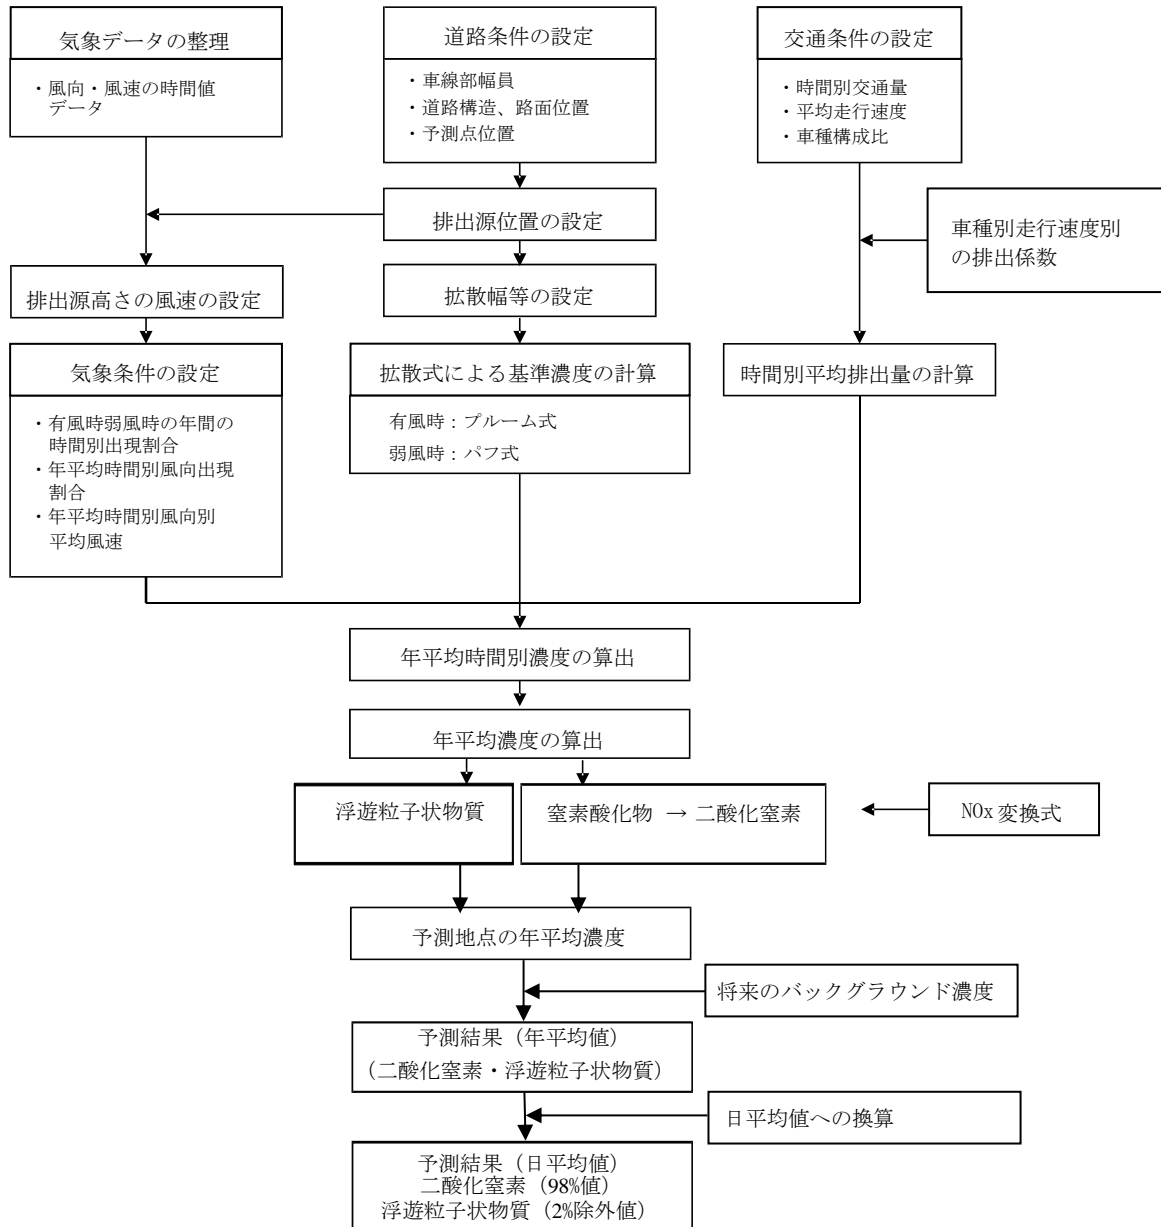 気象データの整理
・風向・風速の時間値
データ
道路条件の設定
・車線部幅員
・道路構造、路面位置
・予測点位置
交通条件の設定
・時間別交通量
・平均走行速度
・車種構成比
排出源位置の設定
車種別走行速度別
の排出係数
排出源高さの風速の設定
拡散幅等の設定
気象条件の設定
・有風時弱風時の年間の
時間別出現割合
・年平均時間別風向出現
割合
・年平均時間別風向別
平均風速
拡散式による基準濃度の計算
有風時：プルーム式
弱風時：パフ式
時間別平均排出量の計算
年平均時間別濃度の算出
年平均濃度の算出
浮遊粒子状物質
窒素酸化物 → 二酸化窒素
NOx変換式
予測地点の年平均濃度
将来のバックグラウンド濃度
予測結果（年平均値）
（二酸化窒素・浮遊粒子状物質）
日平均値への換算
予測結果（日平均値）
二酸化窒素（98%値）
浮遊粒子状物質（2%除外値）